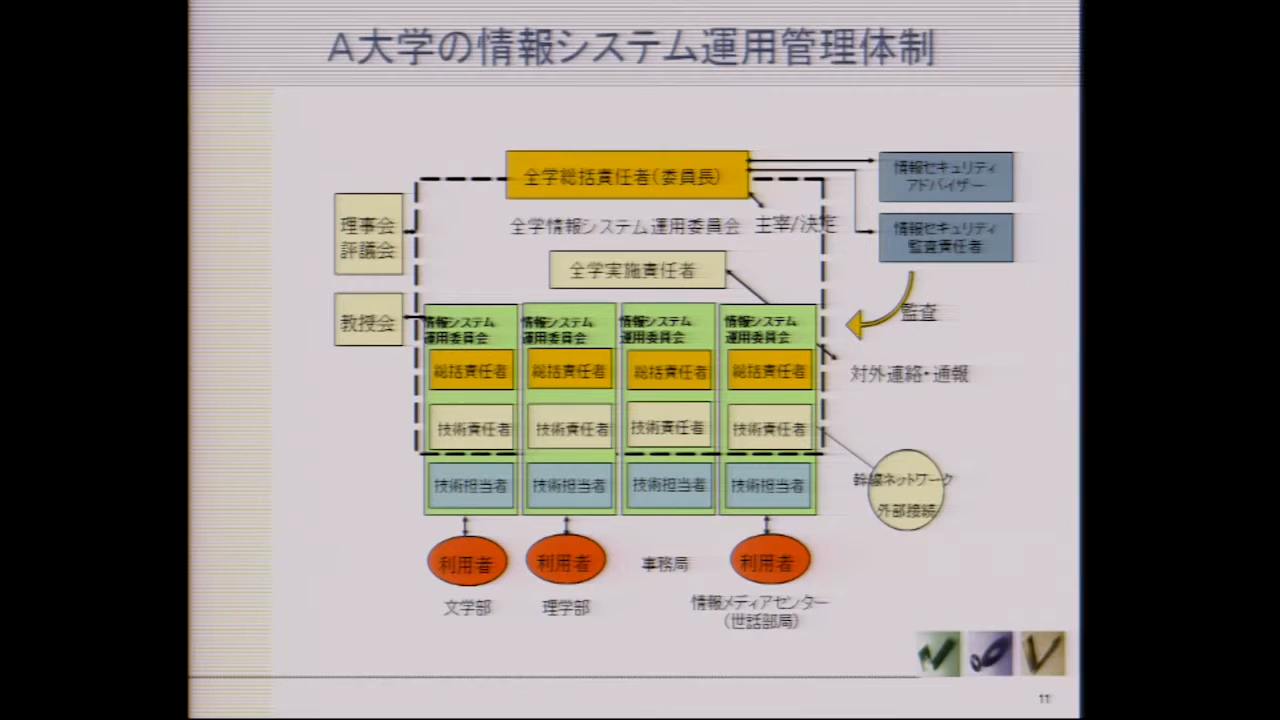 A大学の情報システム運用管理体制
全学総括責任者(委員長)
情報セキュリティ
アドバイザー
理事会
評議会
全学情報システム運用委員会
主宰/決定
情報セキュリティ
監査責任者
全学実施責任者
監査
教授会
情報システム
運用委員会
情報システム
運用委員会
情報システム
運用委員会
情報システム
運用委員会
総括責任者
総括責任者
総括責任者
総括責任者
対外連絡・通報
技術責任者
技術責任者
技術責任者
技術責任者
技術担当者
技術担当者
技術担当者
技術担当者
幹線ネットワーク
外部接続
利用者
利用者
事務局
利用者
文学部
理学部
情報メディアセンター
(世話部局)
11